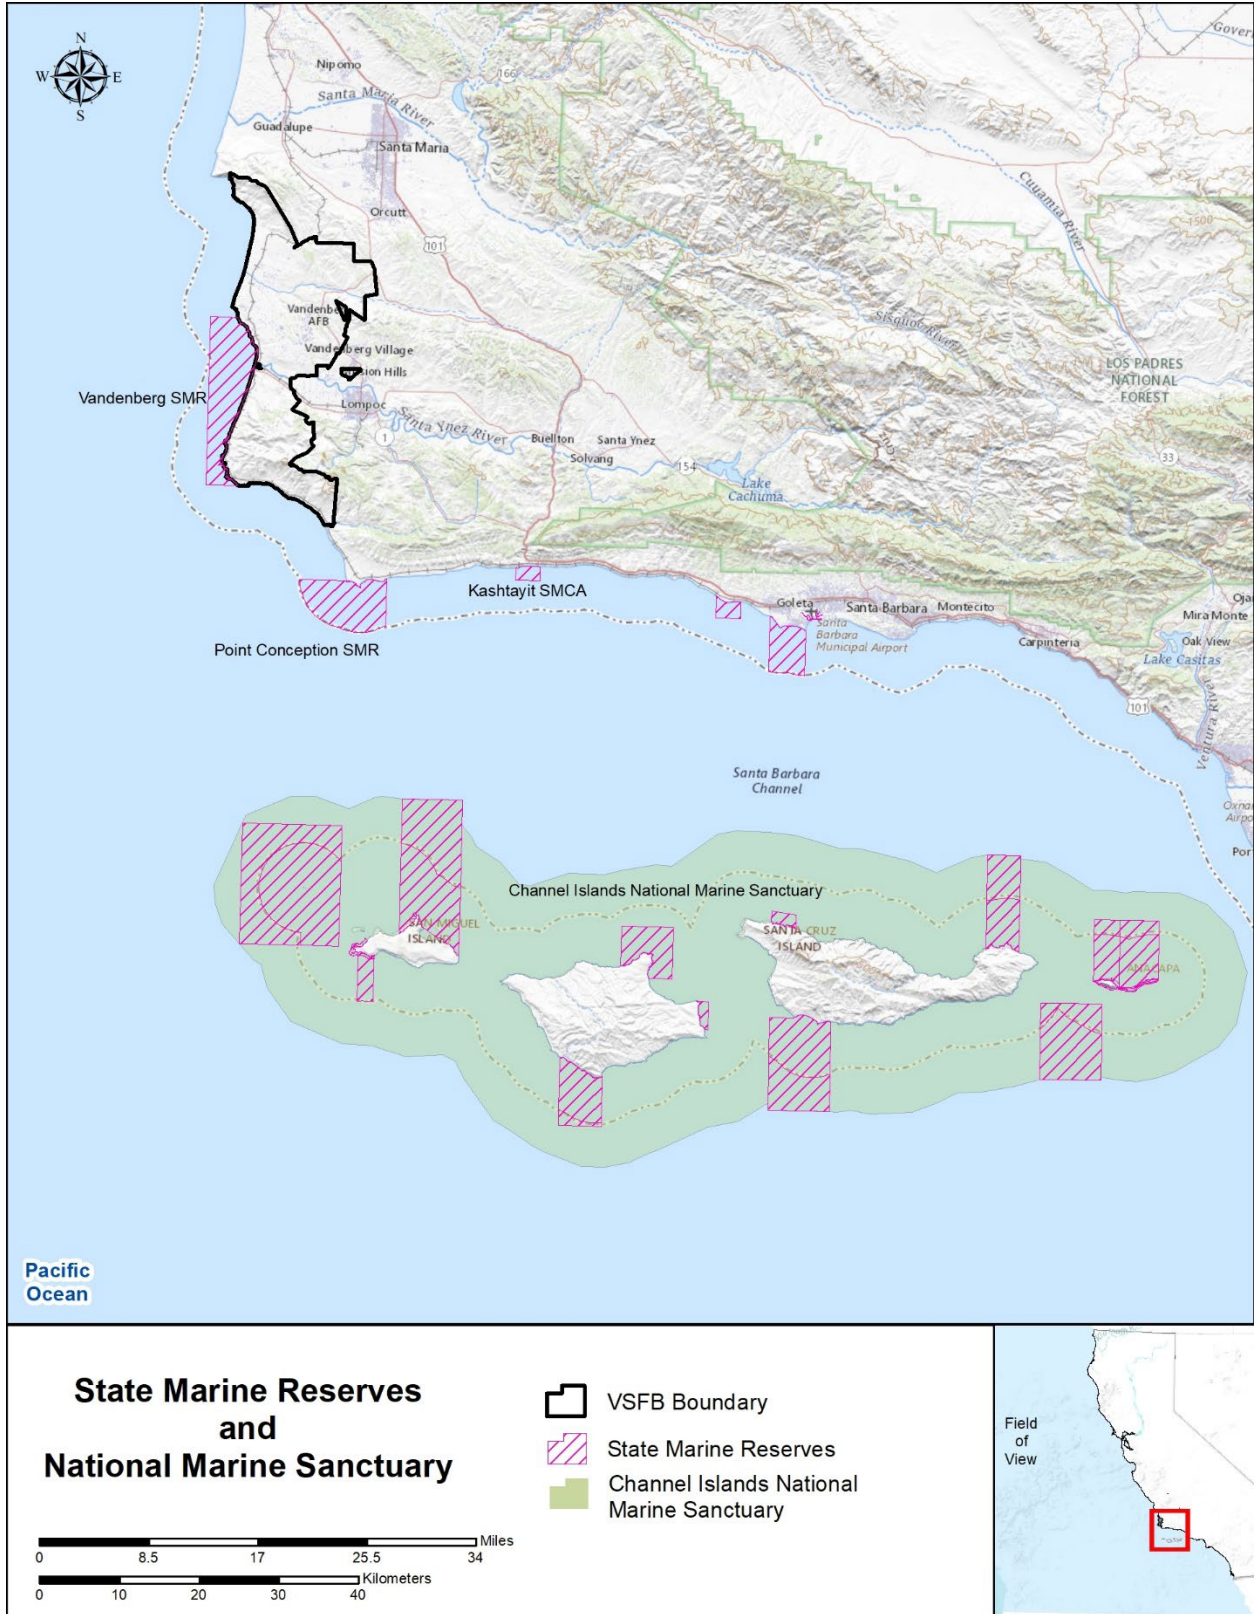 N
W
E
S
Nipomo
166
Santa Maria River
Guadalupe
Santa Maria
Orcutt
101
Cuyama River
1500
Sisquoc River
Vandenberg
AFB
Vandenberg Village
Mission Hills
Vandenberg SMR
Lompoc
1
Santa Ynez River
Buellton
Santa Ynez
Solvang
154
Lake
Cachuma
LOS PADRES
NATIONAL
FOREST
33
Kashtayit SMCA
Point Conception SMR
Goleta
Santa Barbara
Montecito
Santa
Barbara
Municipal Airport
Carpinteria
Mira Monte
Oak View
Lake Casitas
101
Ventura River
Santa Barbara
Channel
Channel Islands National Marine Sanctuary
SAN MIGUEL
ISLAND
SANTA CRUZ
ISLAND
ANACAPA
Pacific
Ocean
State Marine Reserves
and
National Marine Sanctuary
0 8.5 17 25.5 34 Miles
0 10 20 30 40 Kilometers
VSFB Boundary
State Marine Reserves
Channel Islands National
Marine Sanctuary
Field
of
View